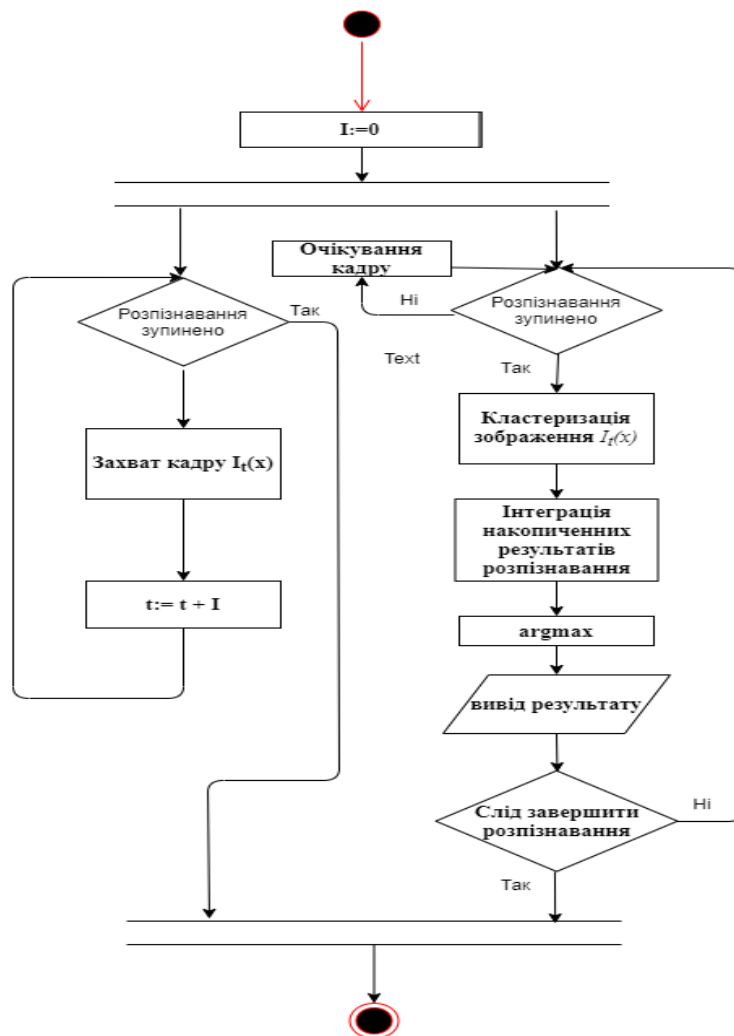 I:=0
Очікування
кадру
Розпізнавання
зупинено
Так
Ні
Розпізнавання
зупинено
Text
Так
Захват кадру It(x)
Кластеризація
зображення It(x)
Інтеграція
накопиченних
результатів
розпізнавання
t:= t + I
argmax
вивід результату
Слід завершити
розпізнавання
Ні
Так